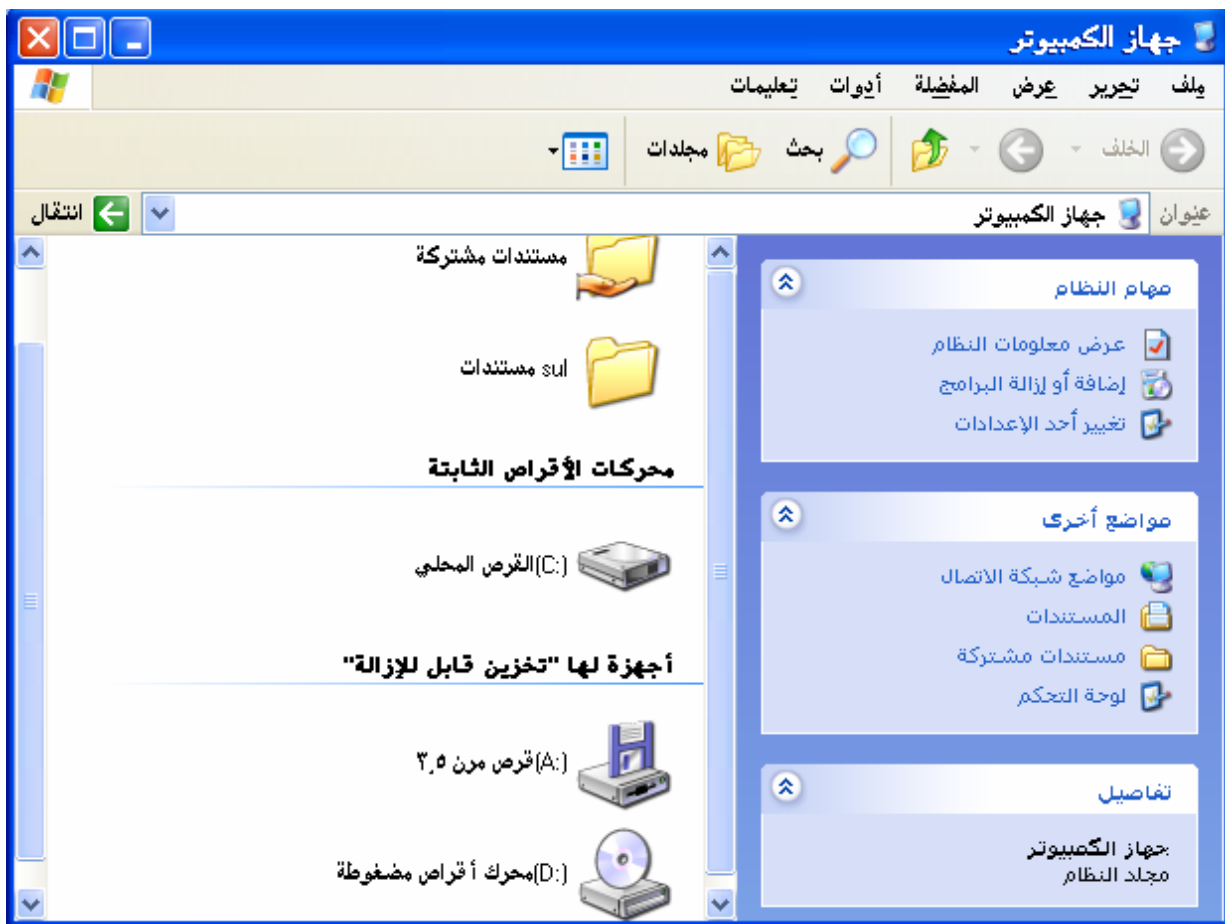 جهاز الكمبيوتر
ملف تحرير عرض المفضلة أدوات تعليمات
الخلف بحث مجلدات
عنوان جهاز الكمبيوتر انتقال
مهام النظام
عرض معلومات النظام
إضافة أو إزالة البرامج
تغيير أحد الإعدادات
مواضع أخرى
مواضع شبكة الاتصال
المستندات
مستندات مشتركة
لوحة التحكم
تفاصيل
جهاز الكمبيوتر
مجلد النظام
مستندات مشتركة
sul مستندات
محركات الأقراص الثابتة
(C:)القرص المحلي
أجهزة لها "تخزين قابل للإزالة"
(A:)قرص مرن ٣,٥
(D:)محرك أقراص مضغوطة